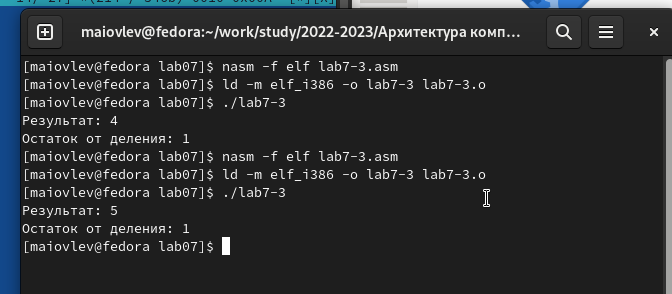 maiovlev@fedora:~/work/study/2022-2023/Архитектура комп...
[maiovlev@fedora lab07]$ nasm -f elf lab7-3.asm
[maiovlev@fedora lab07]$ ld -m elf_i386 -o lab7-3 lab7-3.o
[maiovlev@fedora lab07]$ ./lab7-3
Результат: 4
Остаток от деления: 1
[maiovlev@fedora lab07]$ nasm -f elf lab7-3.asm
[maiovlev@fedora lab07]$ ld -m elf_i386 -o lab7-3 lab7-3.o
[maiovlev@fedora lab07]$ ./lab7-3
Результат: 5
Остаток от деления: 1
[maiovlev@fedora lab07]$